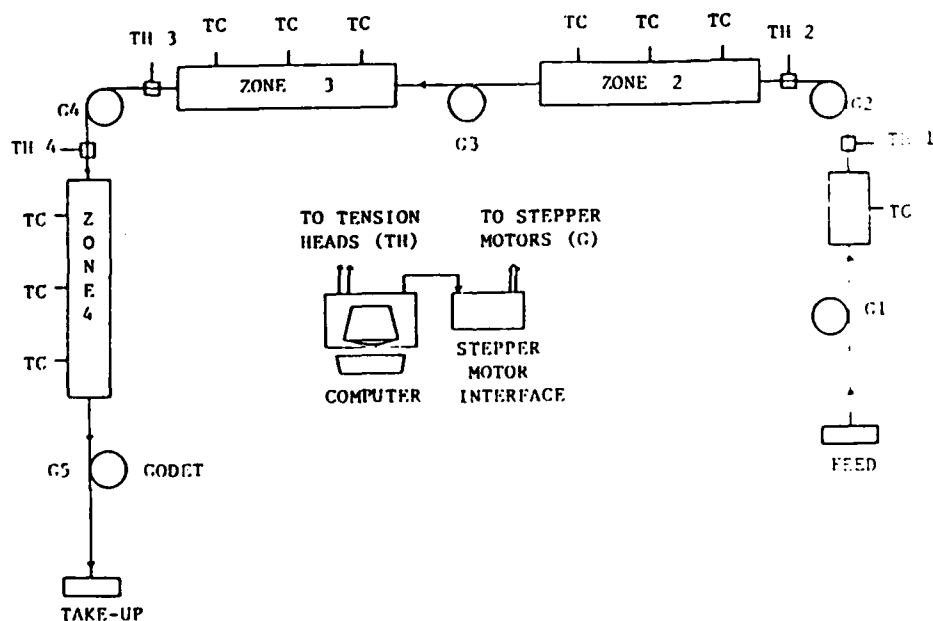 TC TC TC
TH 3
ZONE 3
G4
TH 4
G3
TC TC TC
TH 2
ZONE 2
G2
TH 1
TC
G1
FEED
ZONE 4
TC
TC
TC
TO TENSION
HEADS (TH)
TO STEPPER
MOTORS (G)
COMPUTER
STEPPER
MOTOR
INTERFACE
G5
GODET
TAKE-UP